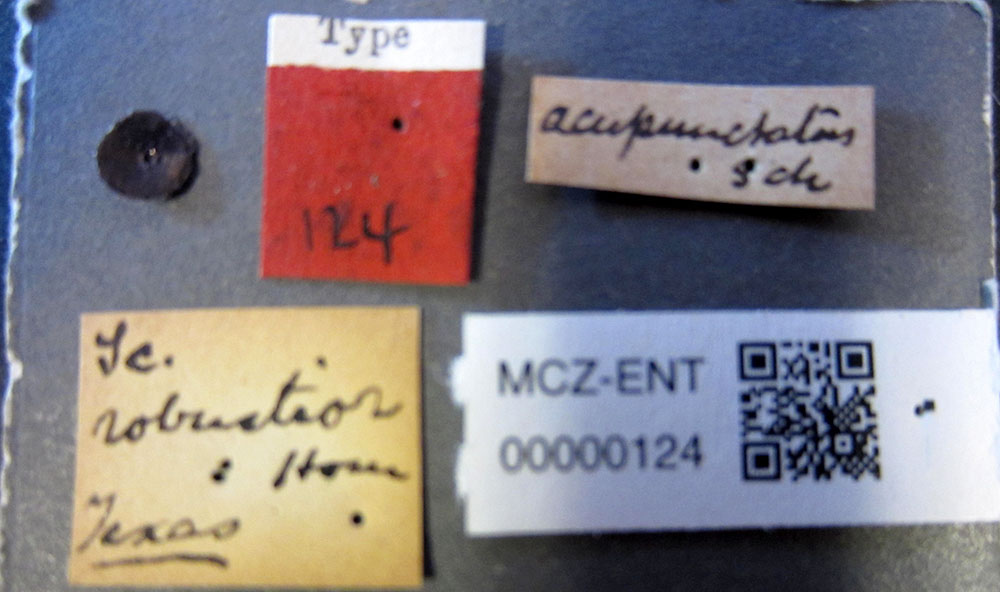 Type
124
acupunctatus
Sch
Sc.
robustior
Horn
Texas
MCZ-ENT
00000124